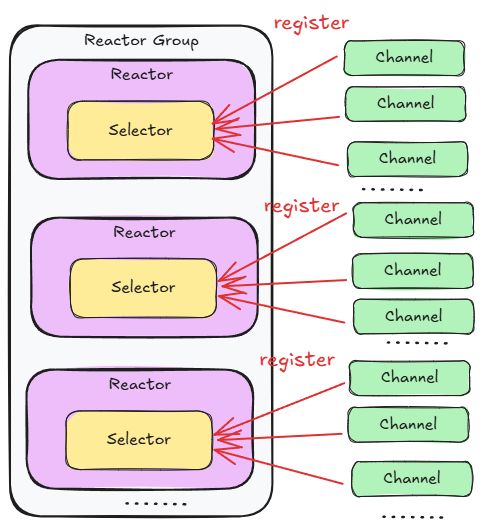 register
Reactor Group
Reactor
Selector
Channel
Channel
Channel
.......
register
Reactor
Selector
Channel
Channel
Channel
.......
register
Reactor
Selector
Channel
Channel
Channel
.......
.......